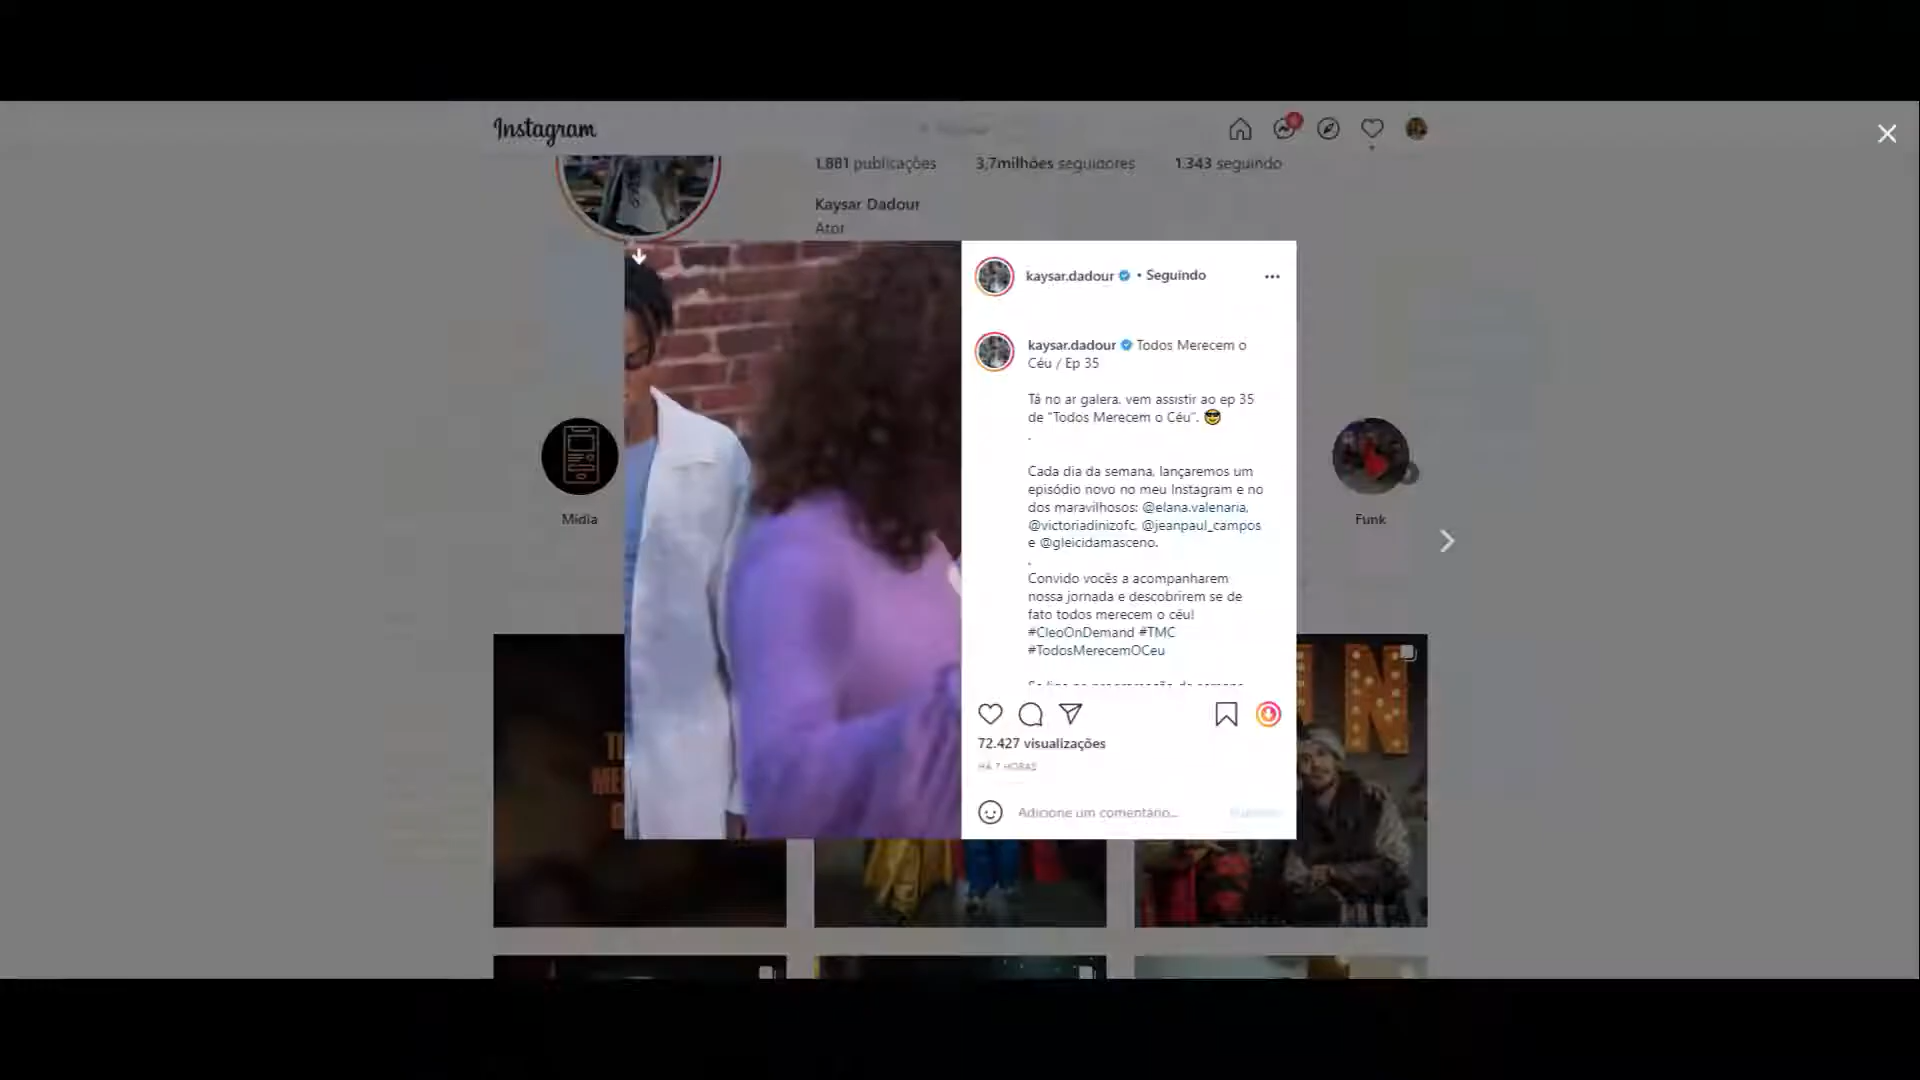 Instagram
1.881 publicações 3,7milhões seguidores 1.343 seguindo
Kaysar Dadour
Ator
kaysar.dadour • Seguindo
kaysar.dadour Todos Merecem o
Céu / Ep 35
Tá no ar galera, vem assistir ao ep 35
de "Todos Merecem o Céu". 😎
.
Cada dia da semana, lançaremos um
episódio novo no meu Instagram e no
dos maravilhosos: @elana.valenaria,
@victoriadinizofc, @jeanpaul_campos
e @gleicidamasceno.
.
Convido vocês a acompanharem
nossa jornada e descobrirem se de
fato todos merecem o céu!
#CleoOnDemand #TMC
#TodosMerecemOCeu
Mídia
Funk
72.427 visualizações
HÁ 7 HORAS
Adicione um comentário...